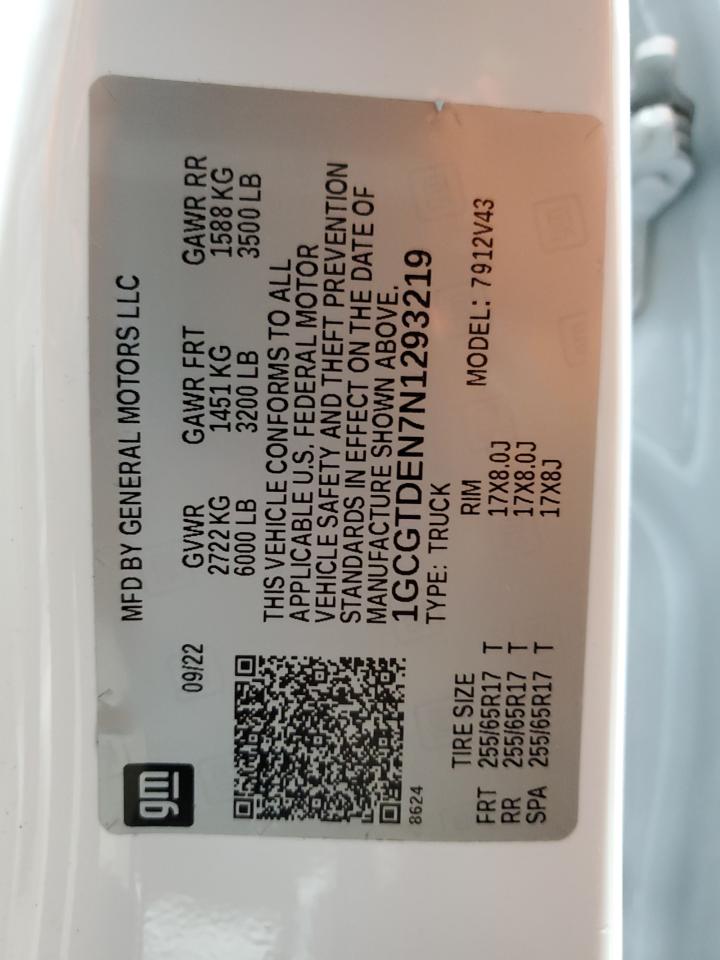 gm
MFD BY GENERAL MOTORS LLC
09/22
GVWR GAWR FRT GAWR RR
2722 KG 1451 KG 1588 KG
6000 LB 3200 LB 3500 LB
THIS VEHICLE CONFORMS TO ALL
APPLICABLE U.S. FEDERAL MOTOR
VEHICLE SAFETY AND THEFT PREVENTION
STANDARDS IN EFFECT ON THE DATE OF
MANUFACTURE SHOWN ABOVE.
1GCGTDEN7N1293219
8624
TYPE: TRUCK MODEL: 7912V43
TIRE SIZE RIM
FRT 255/65R17 T 17X8.0J
RR 255/65R17 T 17X8.0J
SPA 255/65R17 T 17X8J